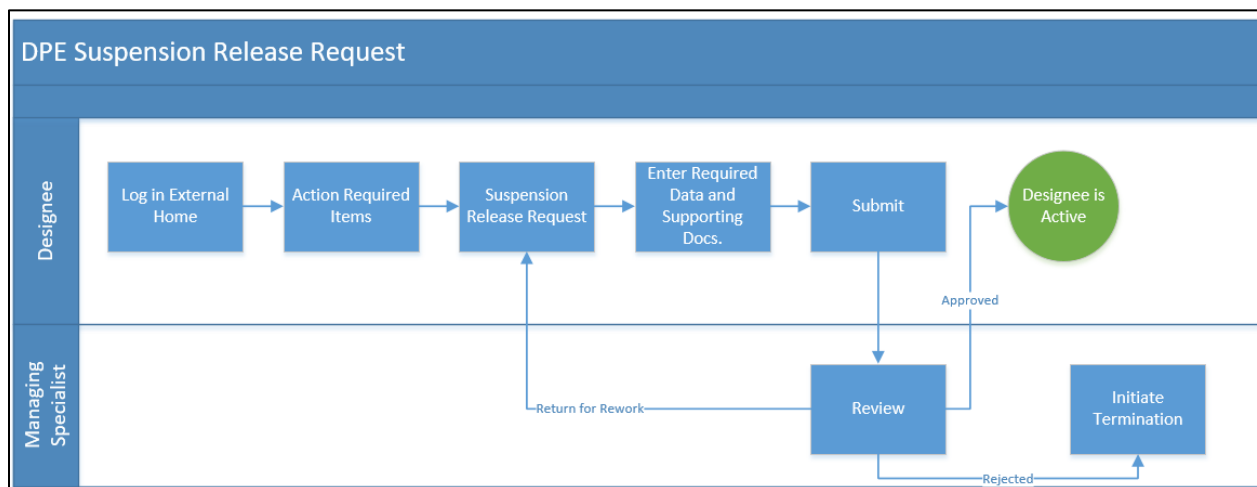 DPE Suspension Release Request
Designee
Log in External
Home
Action Required
Items
Suspension
Release Request
Enter Required
Data and
Supporting
Docs.
Submit
Designee is
Active
Approved
Managing
Specialist
Return for Rework
Review
Initiate
Termination
Rejected